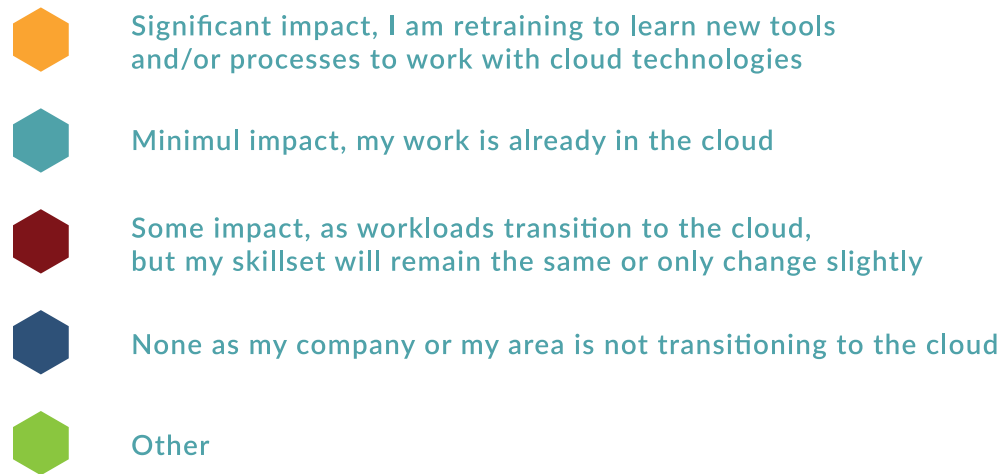 Significant impact, I am retraining to learn new tools
and/or processes to work with cloud technologies
Minimul impact, my work is already in the cloud
Some impact, as workloads transition to the cloud,
but my skillset will remain the same or only change slightly
None as my company or my area is not transitioning to the cloud
Other